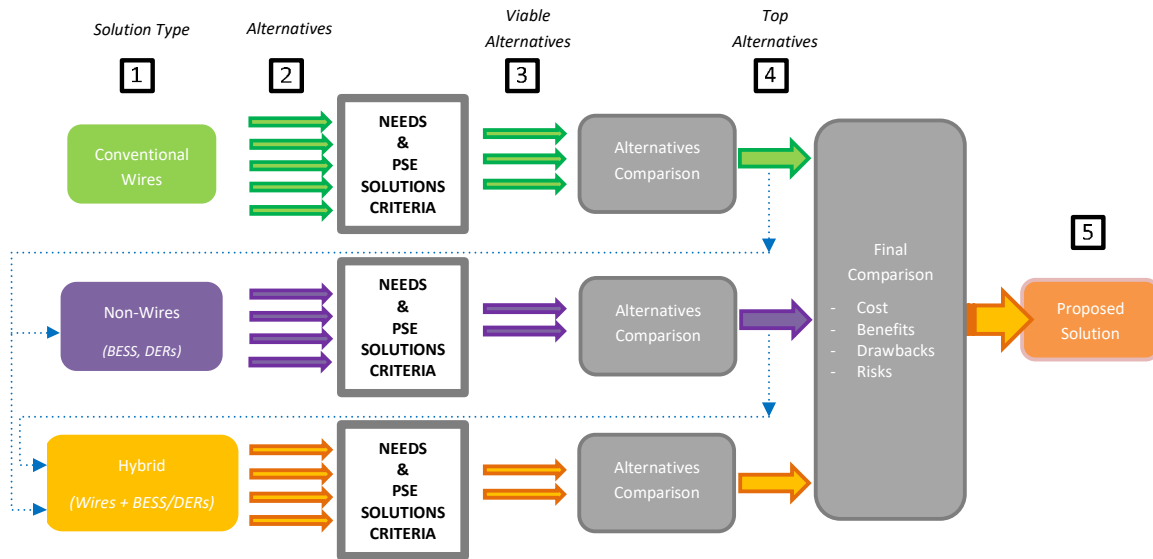 Solution Type
Alternatives
Viable
Alternatives
Top
Alternatives
1
2
3
4
Conventional
Wires
NEEDS
&
PSE
SOLUTIONS
CRITERIA
Alternatives
Comparison
Non-Wires
(BESS, DERs)
NEEDS
&
PSE
SOLUTIONS
CRITERIA
Alternatives
Comparison
Hybrid
(Wires + BESS/DERs)
NEEDS
&
PSE
SOLUTIONS
CRITERIA
Alternatives
Comparison
Final
Comparison
- Cost
- Benefits
- Drawbacks
- Risks
5
Proposed
Solution